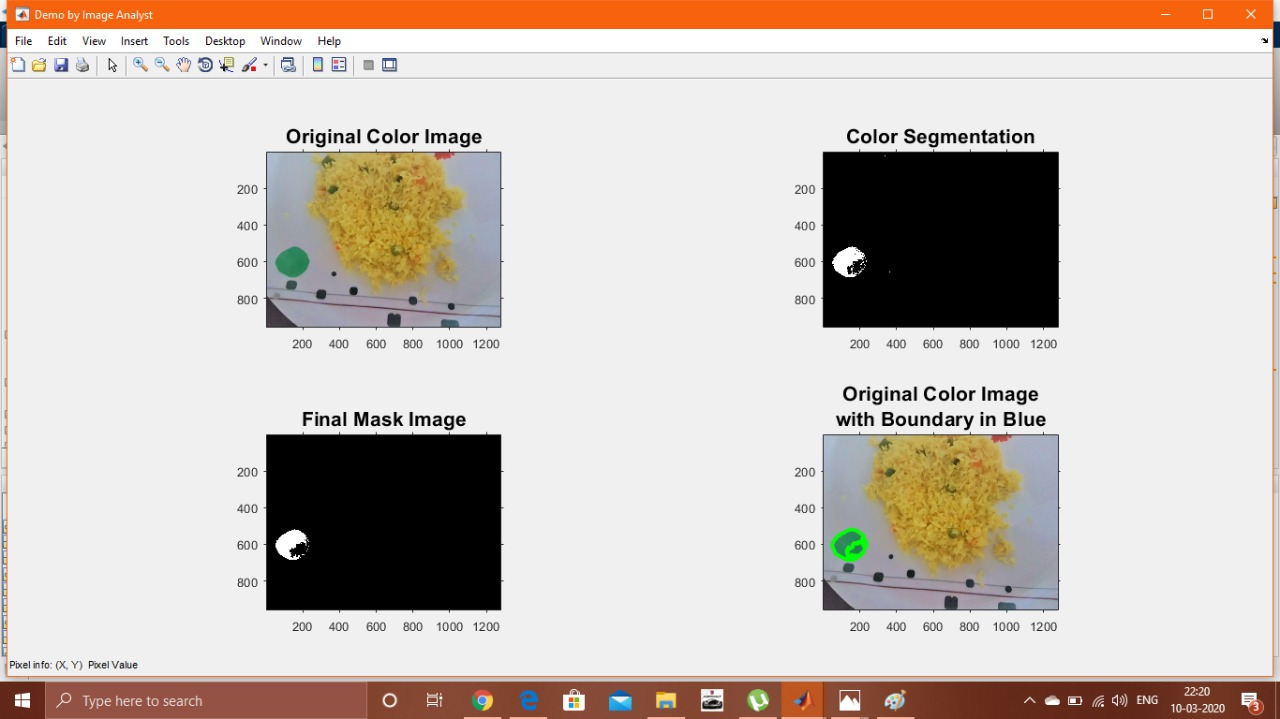 Demo by Image Analyst
File Edit View Insert Tools Desktop Window Help
Original Color Image
200
400
600
800
200 400 600 800 1000 1200
Color Segmentation
200
400
600
800
200 400 600 800 1000 1200
Final Mask Image
200
400
600
800
200 400 600 800 1000 1200
Original Color Image
with Boundary in Blue
200
400
600
800
200 400 600 800 1000 1200
Pixel info: (X, Y) Pixel Value
Type here to search
ENG
22:20
10-03-2020
3